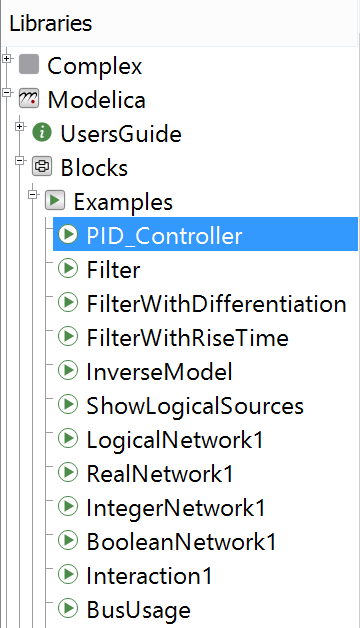 Libraries
Complex
Modelica
UsersGuide
Blocks
Examples
PID_Controller
Filter
FilterWithDifferentiation
FilterWithRiseTime
InverseModel
ShowLogicalSources
LogicalNetwork1
RealNetwork1
IntegerNetwork1
BooleanNetwork1
Interaction1
BusUsage